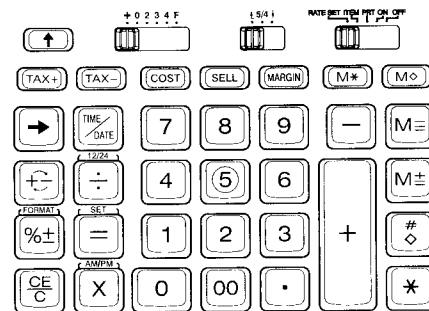 + 0 2 3 4 F
5/4
RATE SET ITEM PRT ON OFF
↑
TAX+ TAX− COST SELL MARGIN M* M◇
→ TIME/DATE 7 8 9 − M=
12/24
÷ 4 5 6 M±
FORMAT SET
%± = 1 2 3 + #
◇
AM/PM
CE/C X 0 00 · *